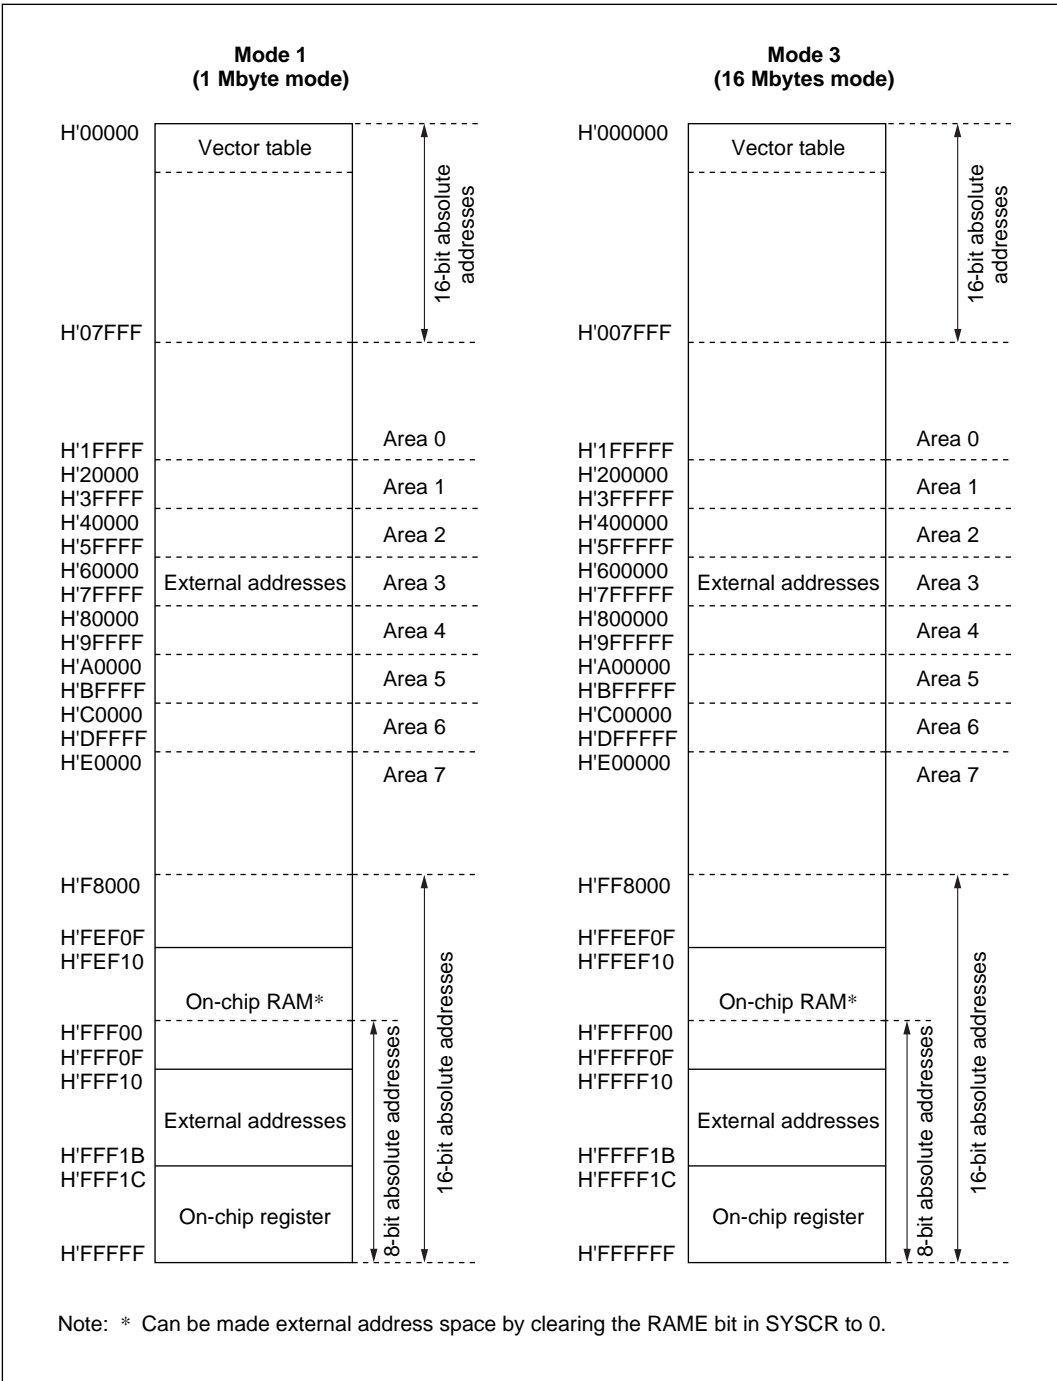 Mode 1
(1 Mbyte mode)
H'00000
Vector table
16-bit absolute
addresses
H'07FFF
H'1FFFF
Area 0
H'20000
H'3FFFF
Area 1
H'40000
H'5FFFF
Area 2
H'60000
H'7FFFF
External addresses
Area 3
H'80000
H'9FFFF
Area 4
H'A0000
H'BFFFF
Area 5
H'C0000
H'DFFFF
Area 6
H'E0000
Area 7
H'F8000
H'FEF0F
H'FEF10
On-chip RAM*
H'FFF00
H'FFF0F
H'FFF10
External addresses
H'FFF1B
H'FFF1C
On-chip register
H'FFFFF
8-bit absolute addresses
16-bit absolute addresses
Mode 3
(16 Mbytes mode)
H'000000
Vector table
16-bit absolute
addresses
H'007FFF
H'1FFFFF
Area 0
H'200000
H'3FFFFF
Area 1
H'400000
H'5FFFFF
Area 2
H'600000
H'7FFFFF
External addresses
Area 3
H'800000
H'9FFFFF
Area 4
H'A00000
H'BFFFFF
Area 5
H'C00000
H'DFFFFF
Area 6
H'E00000
Area 7
H'FF8000
H'FFEF0F
H'FFEF10
On-chip RAM*
H'FFFF00
H'FFFF0F
H'FFFF10
External addresses
H'FFFF1B
H'FFFF1C
On-chip register
H'FFFFFF
8-bit absolute addresses
16-bit absolute addresses
Note: * Can be made external address space by clearing the RAME bit in SYSCR to 0.